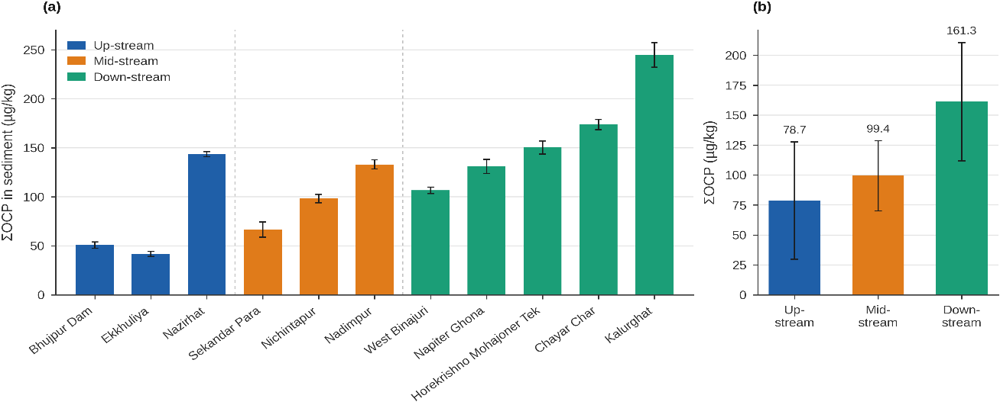 (a)
ΣOCP in sediment (µg/kg)
250
200
150
100
50
0
Up-stream
Mid-stream
Down-stream
Bhujpur Dam
Ekkhuliya
Nazirhat
Sekandar Para
Nichintapur
Nadimpur
West Binajuri
Napiter Ghona
Horekrishno Mohajoner Tek
Chayar Char
Kalurghat
(b)
ΣOCP (µg/kg)
200
175
150
125
100
75
50
25
0
78.7
99.4
161.3
Up-
stream
Mid-
stream
Down-
stream